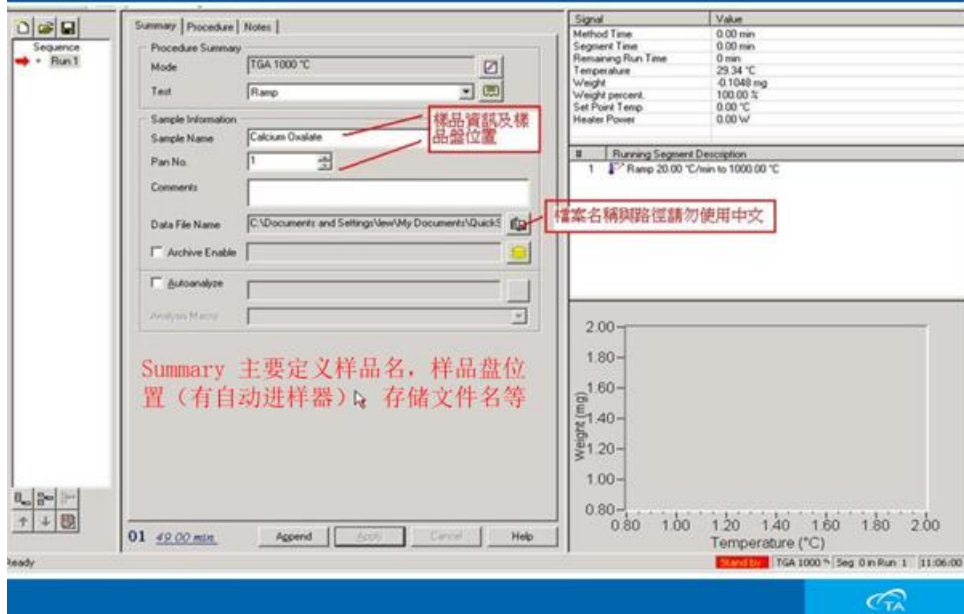 Sequence
Run 1
Summary Procedure Notes
Procedure Summary
Mode TGA 1000 °C
Test Ramp
Sample Information
Sample Name Calcium Oxalate
Pan No. 1
Comments
Data File Name C:\Documents and Settings\lew\My Documents\QuickS
Archive Enable
Autoanalyze
Analysis Macro
樣品資訊及樣
品盤位置
檔案名稱與路徑請勿使用中文
Summary 主要定义样品名，样品盘位
置（有自动进样器）、存储文件名等
01 49.00 min Append Apply Cancel Help
Signal Value
Method Time 0.00 min
Segment Time 0.00 min
Remaining Run Time 0 min
Temperature 29.34 °C
Weight -0.1048 mg
Weight percent. 100.00 %
Set Point Temp 0.00 °C
Heater Power 0.00 W
# Running Segment Description
1 Ramp 20.00 °C/min to 1000.00 °C
2.00
1.80
1.60
1.40
1.20
1.00
0.80
Weight (mg)
0.80 1.00 1.20 1.40 1.60 1.80 2.00
Temperature (°C)
Ready Stand by TGA 1000 °C Seg 0 in Run 1 11:06:00
TA